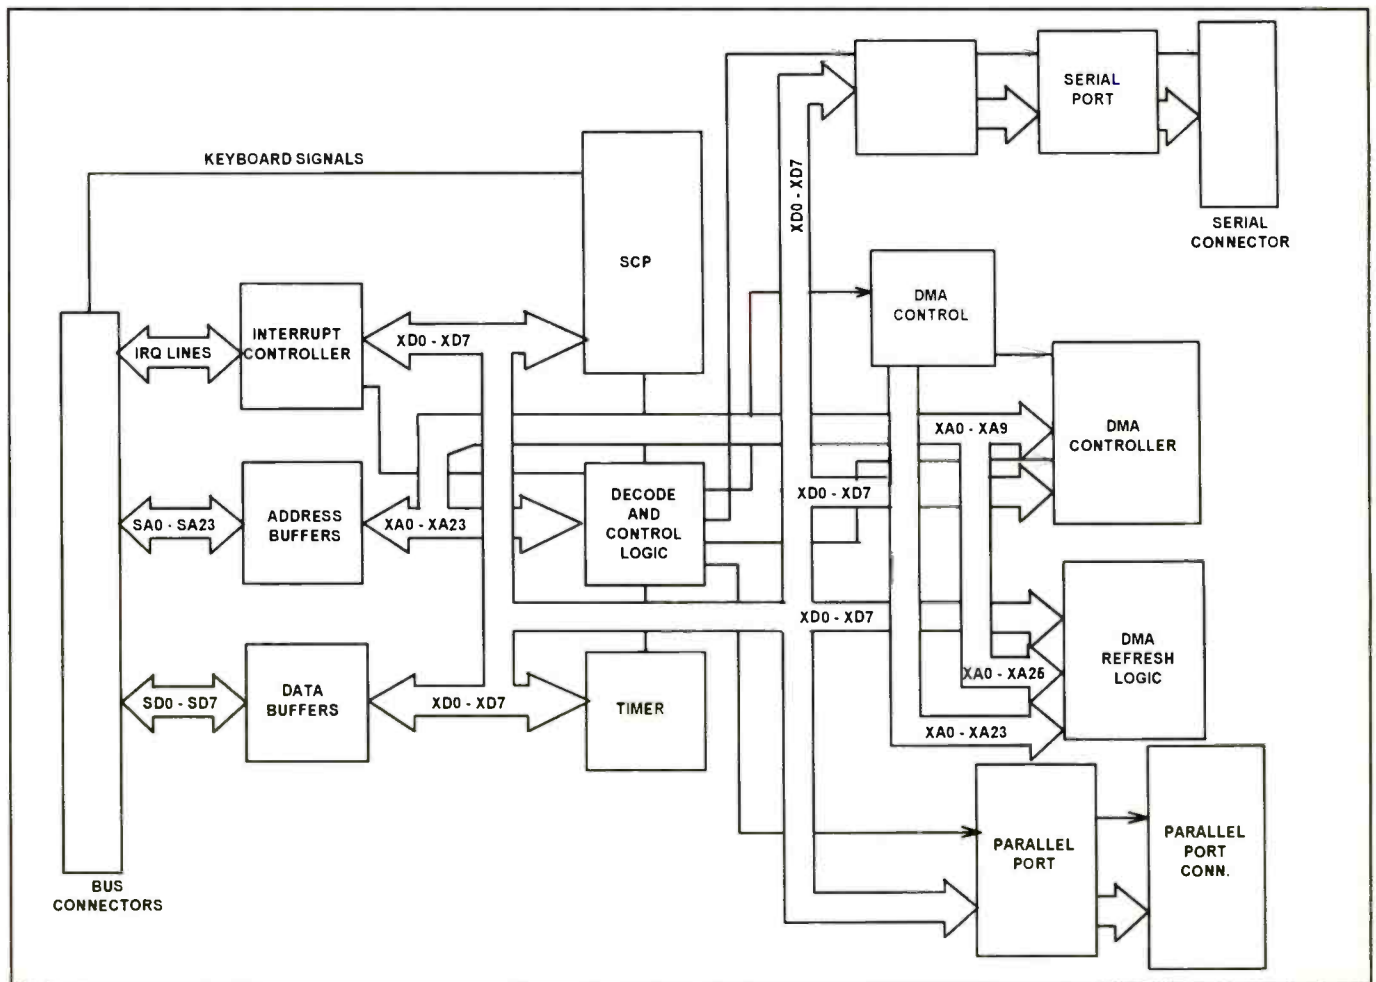 SERIAL
PORT
SERIAL
CONNECTOR
KEYBOARD SIGNALS
XD0 - XD7
SCP
DMA
CONTROL
INTERRUPT
CONTROLLER
IRQ LINES
XD0 - XD7
XA0 - XA9
DMA
CONTROLLER
SA0 - SA23
ADDRESS
BUFFERS
XA0 - XA23
DECODE
AND
CONTROL
LOGIC
XD0 - XD7
XD0 - XD7
DMA
REFRESH
LOGIC
XA0 - XA25
SD0 - SD7
DATA
BUFFERS
XD0 - XD7
TIMER
XA0 - XA23
PARALLEL
PORT
PARALLEL
PORT
CONN.
BUS
CONNECTORS